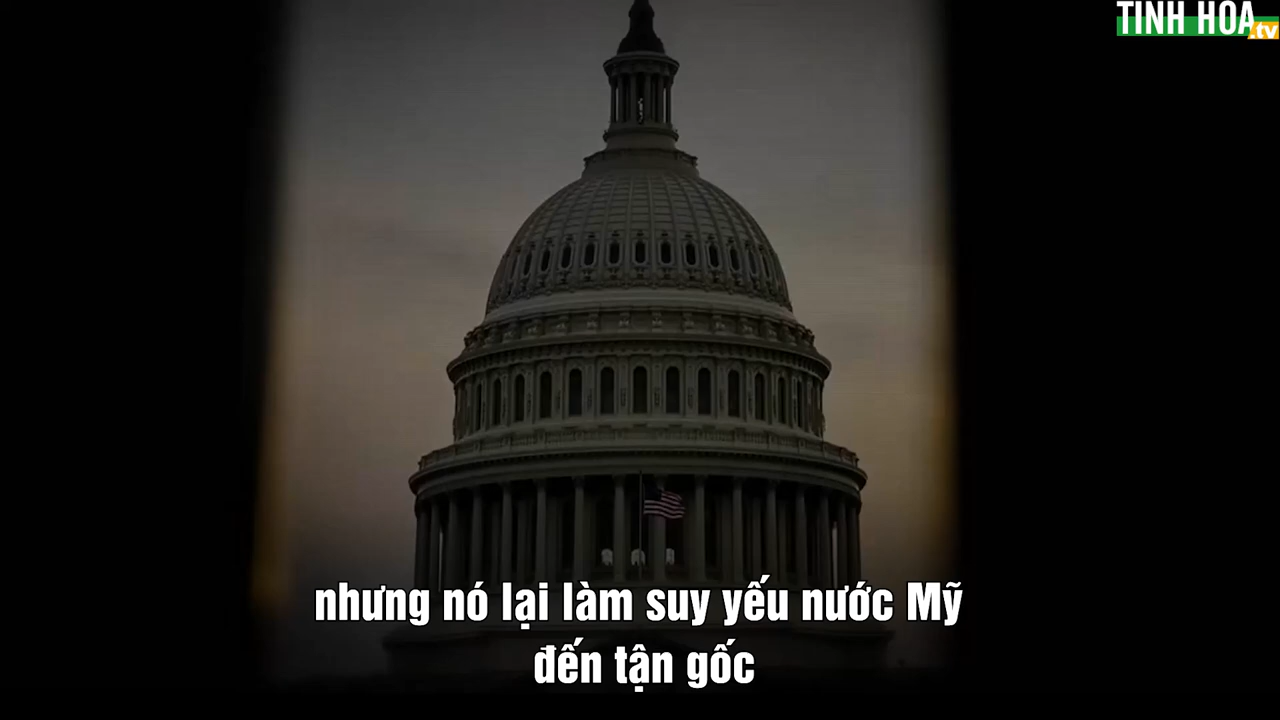 TINH HOA
.tv
nhưng nó lại làm suy yếu nước Mỹ
đến tận gốc